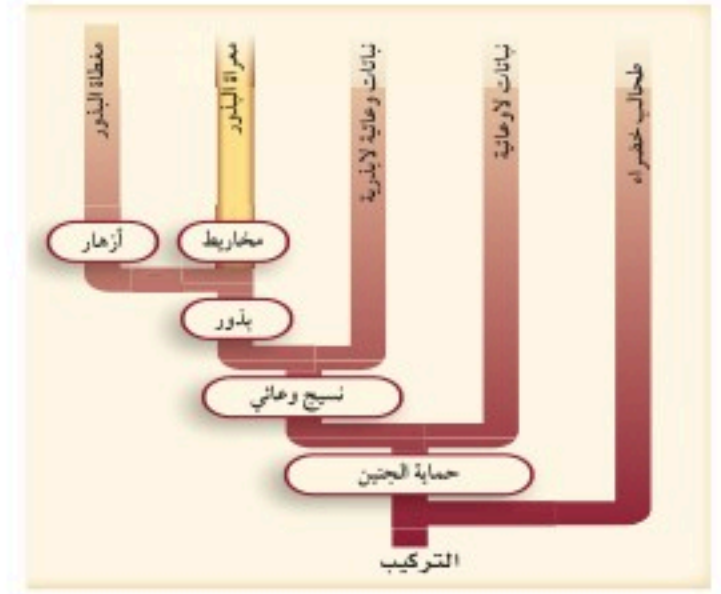 طحالب خضراء
نباتات لاوعائية
نباتات وعائية لابذرية
معراة البذور
مغطاة البذور
مخاريط
أزهار
بذور
نسيج وعائي
حماية الجنين
التركيب